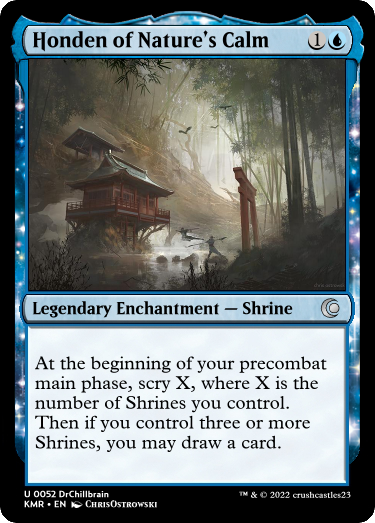 Honden of Nature's Calm 1
Legendary Enchantment — Shrine
At the beginning of your precombat
main phase, scry X, where X is the
number of Shrines you control.
Then if you control three or more
Shrines, you may draw a card.
U 0052 DrChillbrain
KMR • EN ChrisOstrowski
™ & © 2022 crushcastles23